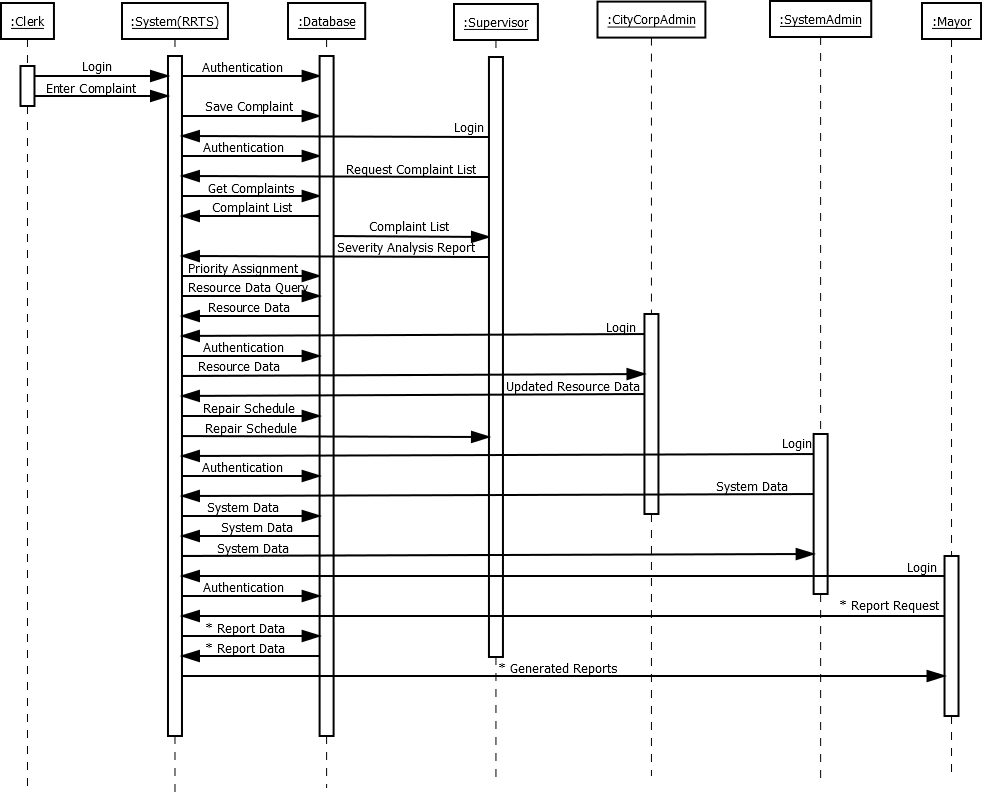 :Clerk
:System(RRTS)
:Database
:Supervisor
:CityCorpAdmin
:SystemAdmin
:Mayor
Login
Authentication
Enter Complaint
Save Complaint
Login
Authentication
Request Complaint List
Get Complaints
Complaint List
Complaint List
Severity Analysis Report
Priority Assignment
Resource Data Query
Resource Data
Login
Authentication
Resource Data
Updated Resource Data
Repair Schedule
Repair Schedule
Login
Authentication
System Data
System Data
System Data
System Data
Login
Authentication
* Report Request
* Report Data
* Report Data
* Generated Reports